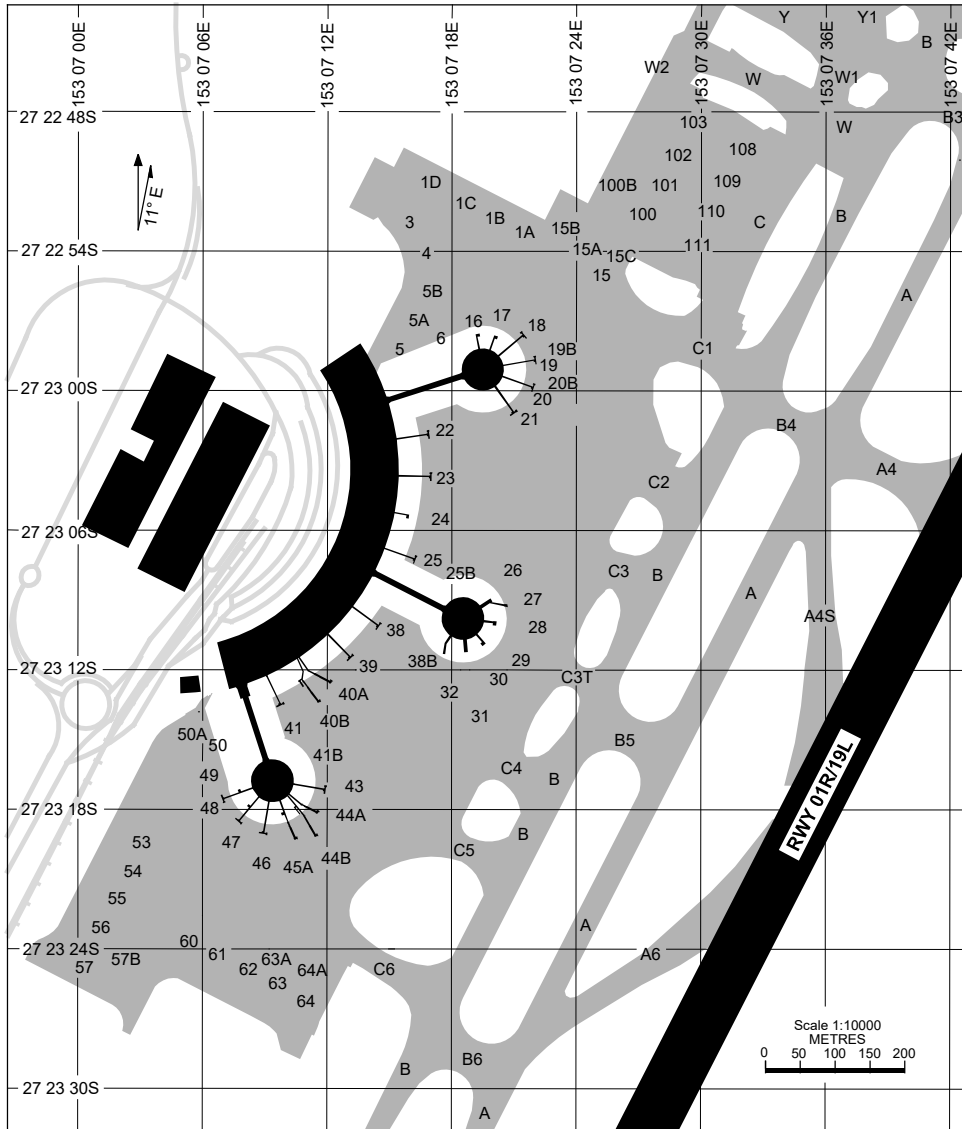 153 07 00E
153 07 06E
153 07 12E
153 07 18E
153 07 24E
153 07 30E
153 07 36E
153 07 42E
Y
Y1
B
W2
W
W1
27 22 48S
103
W
B3
102
108
1D
100B
101
109
1C
3
1B
100
110
C
B
1A
15B
27 22 54S
4
15A
15C
111
11° E
15
5B
A
5A
16
17
18
6
5
19B
C1
19
27 23 00S
20B
20
21
B4
22
A4
23
C2
24
27 23 06S
25
25B
26
C3
B
A
27
A4S
38
28
27 23 12S
39
38B
29
C3T
30
40A
32
31
40B
41
50A
50
B5
41B
49
C4
B
43
27 23 18S
48
44A
RWY 01R/19L
B
53
47
C5
44B
46
45A
54
55
56
A
60
27 23 24S
61
A6
57
57B
63A
62
64A
C6
63
64
Scale 1:10000
METRES
0 50 100 150 200
B6
B
27 23 30S
A